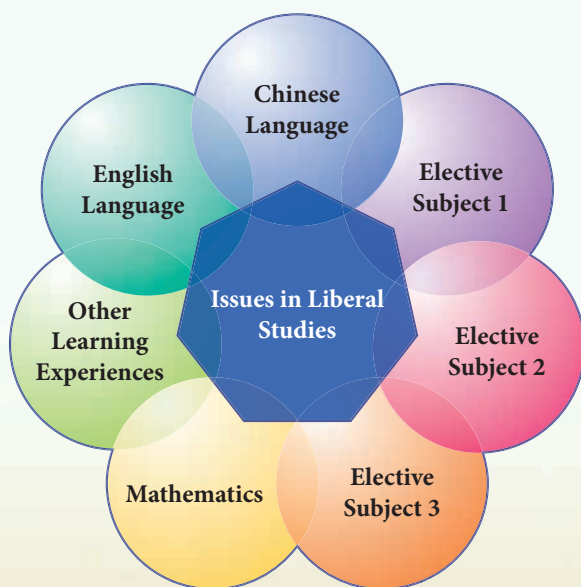 Chinese
Language
English
Language
Elective
Subject 1
Issues in Liberal
Studies
Other
Learning
Experiences
Elective
Subject 2
Mathematics
Elective
Subject 3